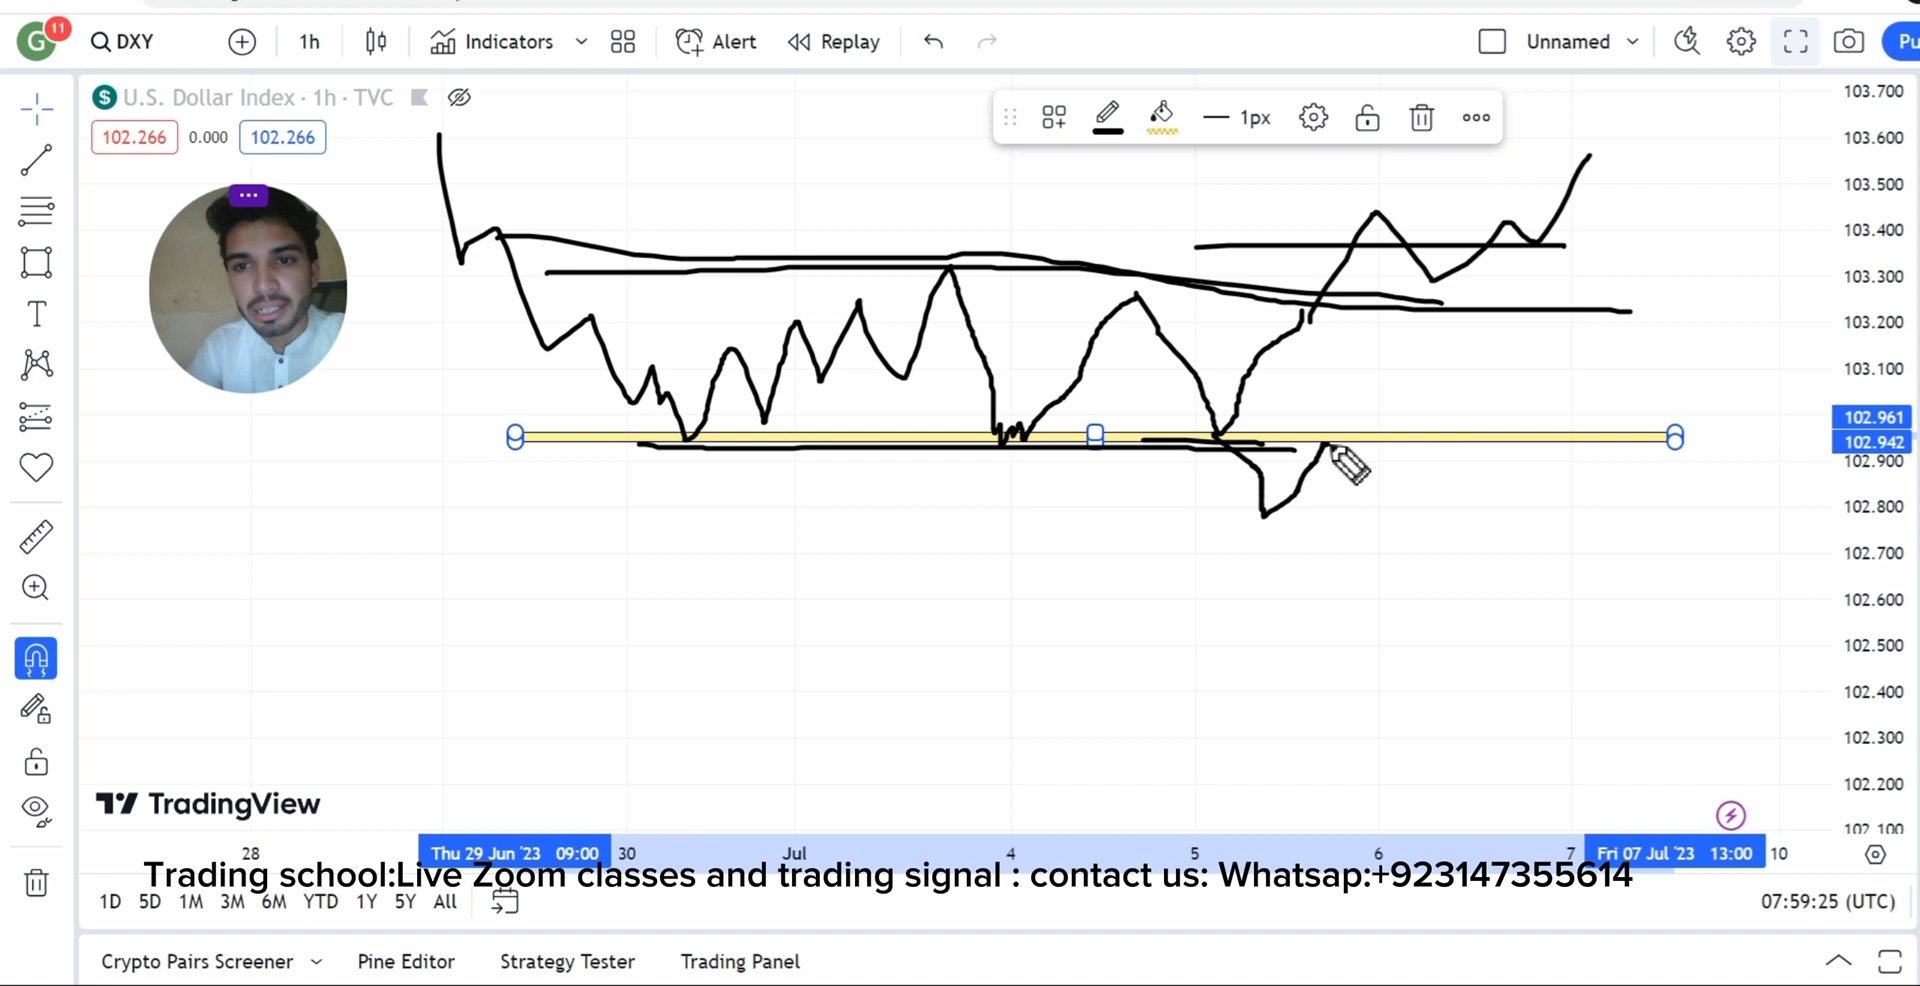 G 11 DXY 1h Indicators Alert Replay Unnamed Pu
$ U.S. Dollar Index · 1h · TVC
102.266 0.000 102.266
1px
103.700
103.600
103.500
103.400
103.300
103.200
103.100
102.961
102.942
102.900
102.800
102.700
102.600
102.500
102.400
102.300
102.200
102.100
TradingView
28 Thu 29 Jun '23 09:00 30 Jul 4 5 6 7 Fri 07 Jul '23 13:00 10
Trading school:Live Zoom classes and trading signal : contact us: Whatsap:+923147355614
1D 5D 1M 3M 6M YTD 1Y 5Y All 07:59:25 (UTC)
Crypto Pairs Screener Pine Editor Strategy Tester Trading Panel